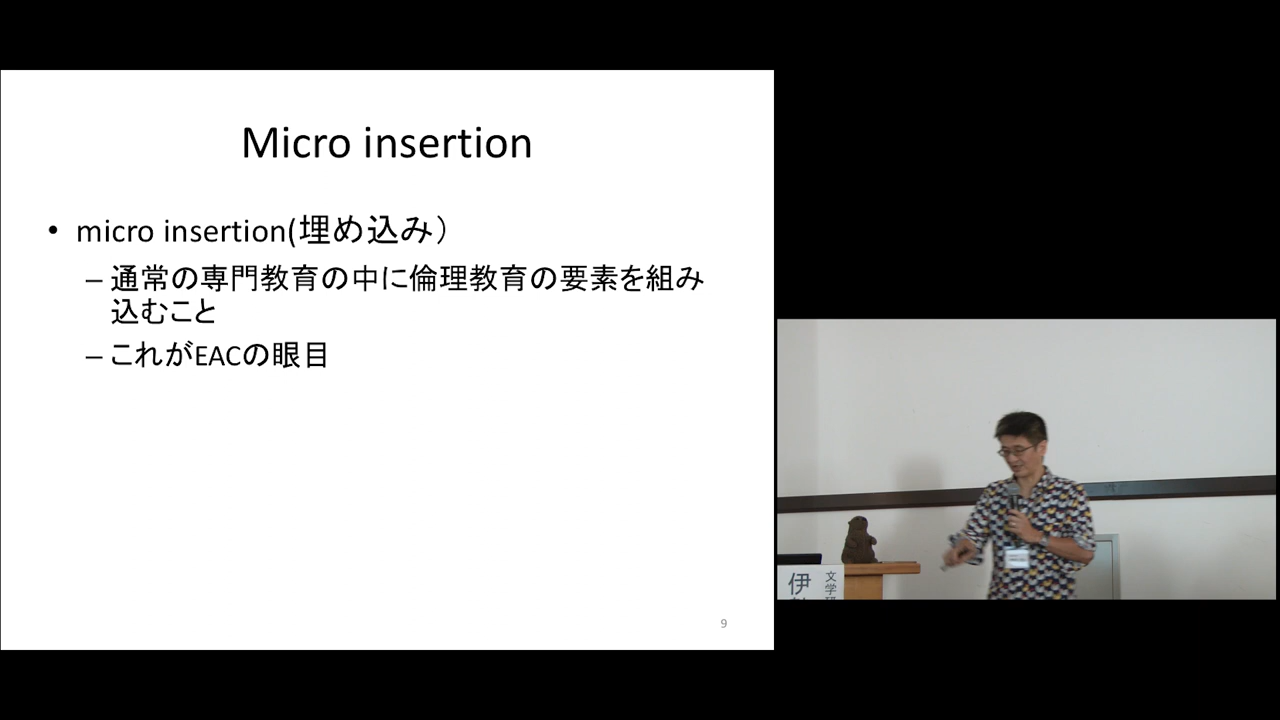 Micro insertion
• micro insertion(埋め込み）
– 通常の専門教育の中に倫理教育の要素を組み
込むこと
– これがEACの眼目
9
文学研
伊